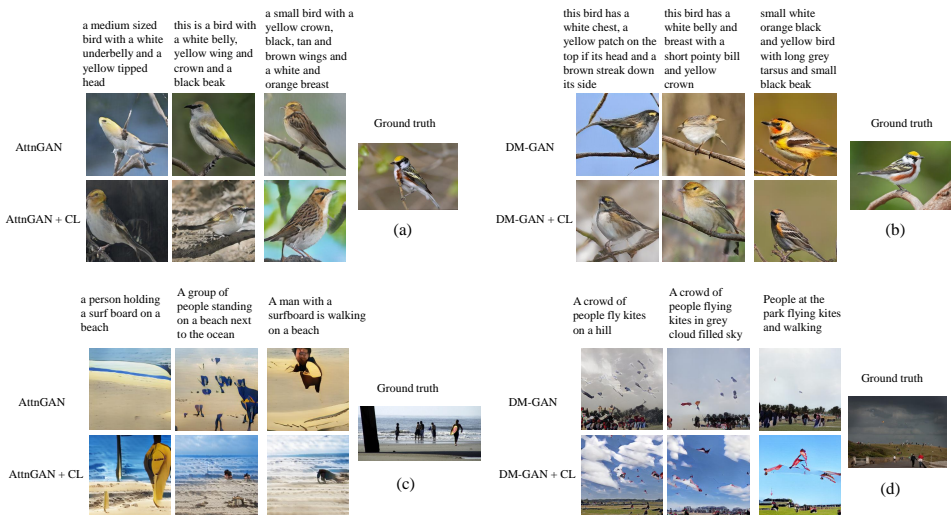 a medium sized
bird with a white
underbelly and a
yellow tipped
head
this is a bird with
a white belly,
yellow wing and
crown and a
black beak
a small bird with a
yellow crown,
black, tan and
brown wings and
a white and
orange breast
AttnGAN
AttnGAN + CL
Ground truth
(a)
this bird has a
white chest, a
yellow patch on the
top if its head and a
brown streak down
its side
this bird has a
white belly and
breast with a
short pointy bill
and yellow
crown
small white
orange black
and yellow bird
with long grey
tarsus and small
black beak
DM-GAN
DM-GAN + CL
Ground truth
(b)
a person holding
a surf board on a
beach
A group of
people standing
on a beach next
to the ocean
A man with a
surfboard is walking
on a beach
AttnGAN
AttnGAN + CL
Ground truth
(c)
A crowd of
people fly kites
on a hill
A crowd of
people flying
kites in grey
cloud filled sky
People at the
park flying kites
and walking
DM-GAN
DM-GAN + CL
Ground truth
(d)